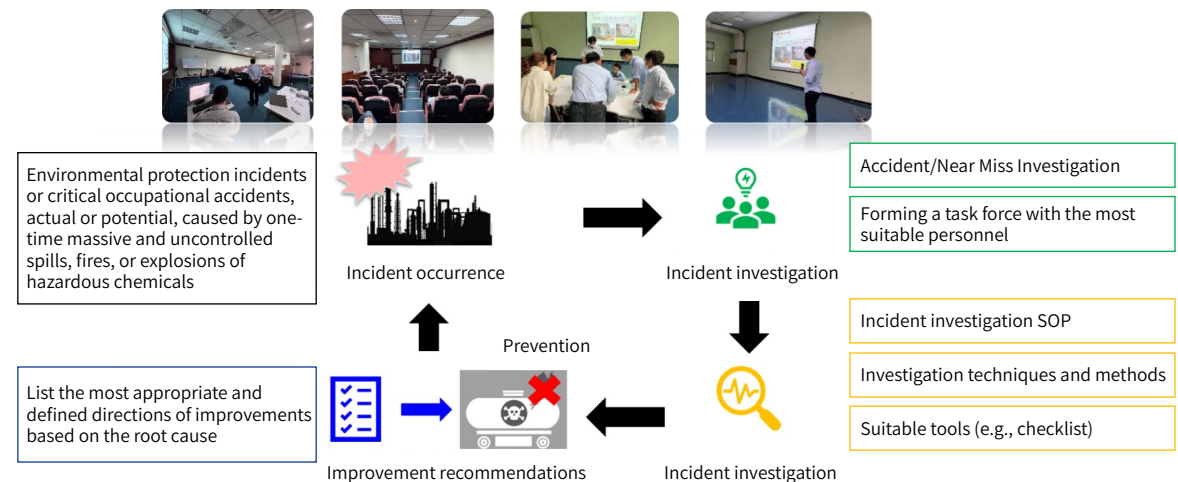 Environmental protection incidents
or critical occupational accidents,
actual or potential, caused by one-
time massive and uncontrolled
spills, fires, or explosions of
hazardous chemicals
Incident occurrence
Incident investigation
Accident/Near Miss Investigation
Forming a task force with the most
suitable personnel
Incident investigation SOP
Investigation techniques and methods
Suitable tools (e.g., checklist)
Prevention
List the most appropriate and
defined directions of improvements
based on the root cause
Improvement recommendations
Incident investigation